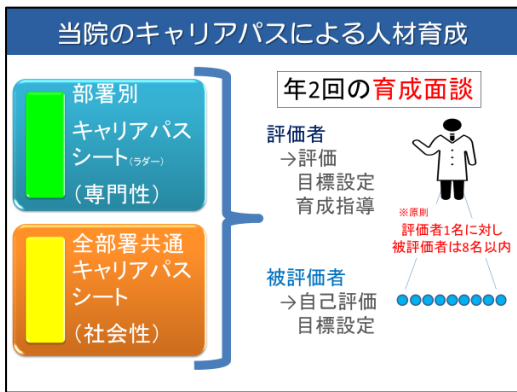 当院のキャリアパスによる人材育成
部署別
キャリアパス
シート(ラダー)
(専門性)
全部署共通
キャリアパス
シート
(社会性)
年2回の育成面談
評価者
→評価
目標設定
育成指導
※原則
評価者1名に対し
被評価者は8名以内
被評価者
→自己評価
目標設定